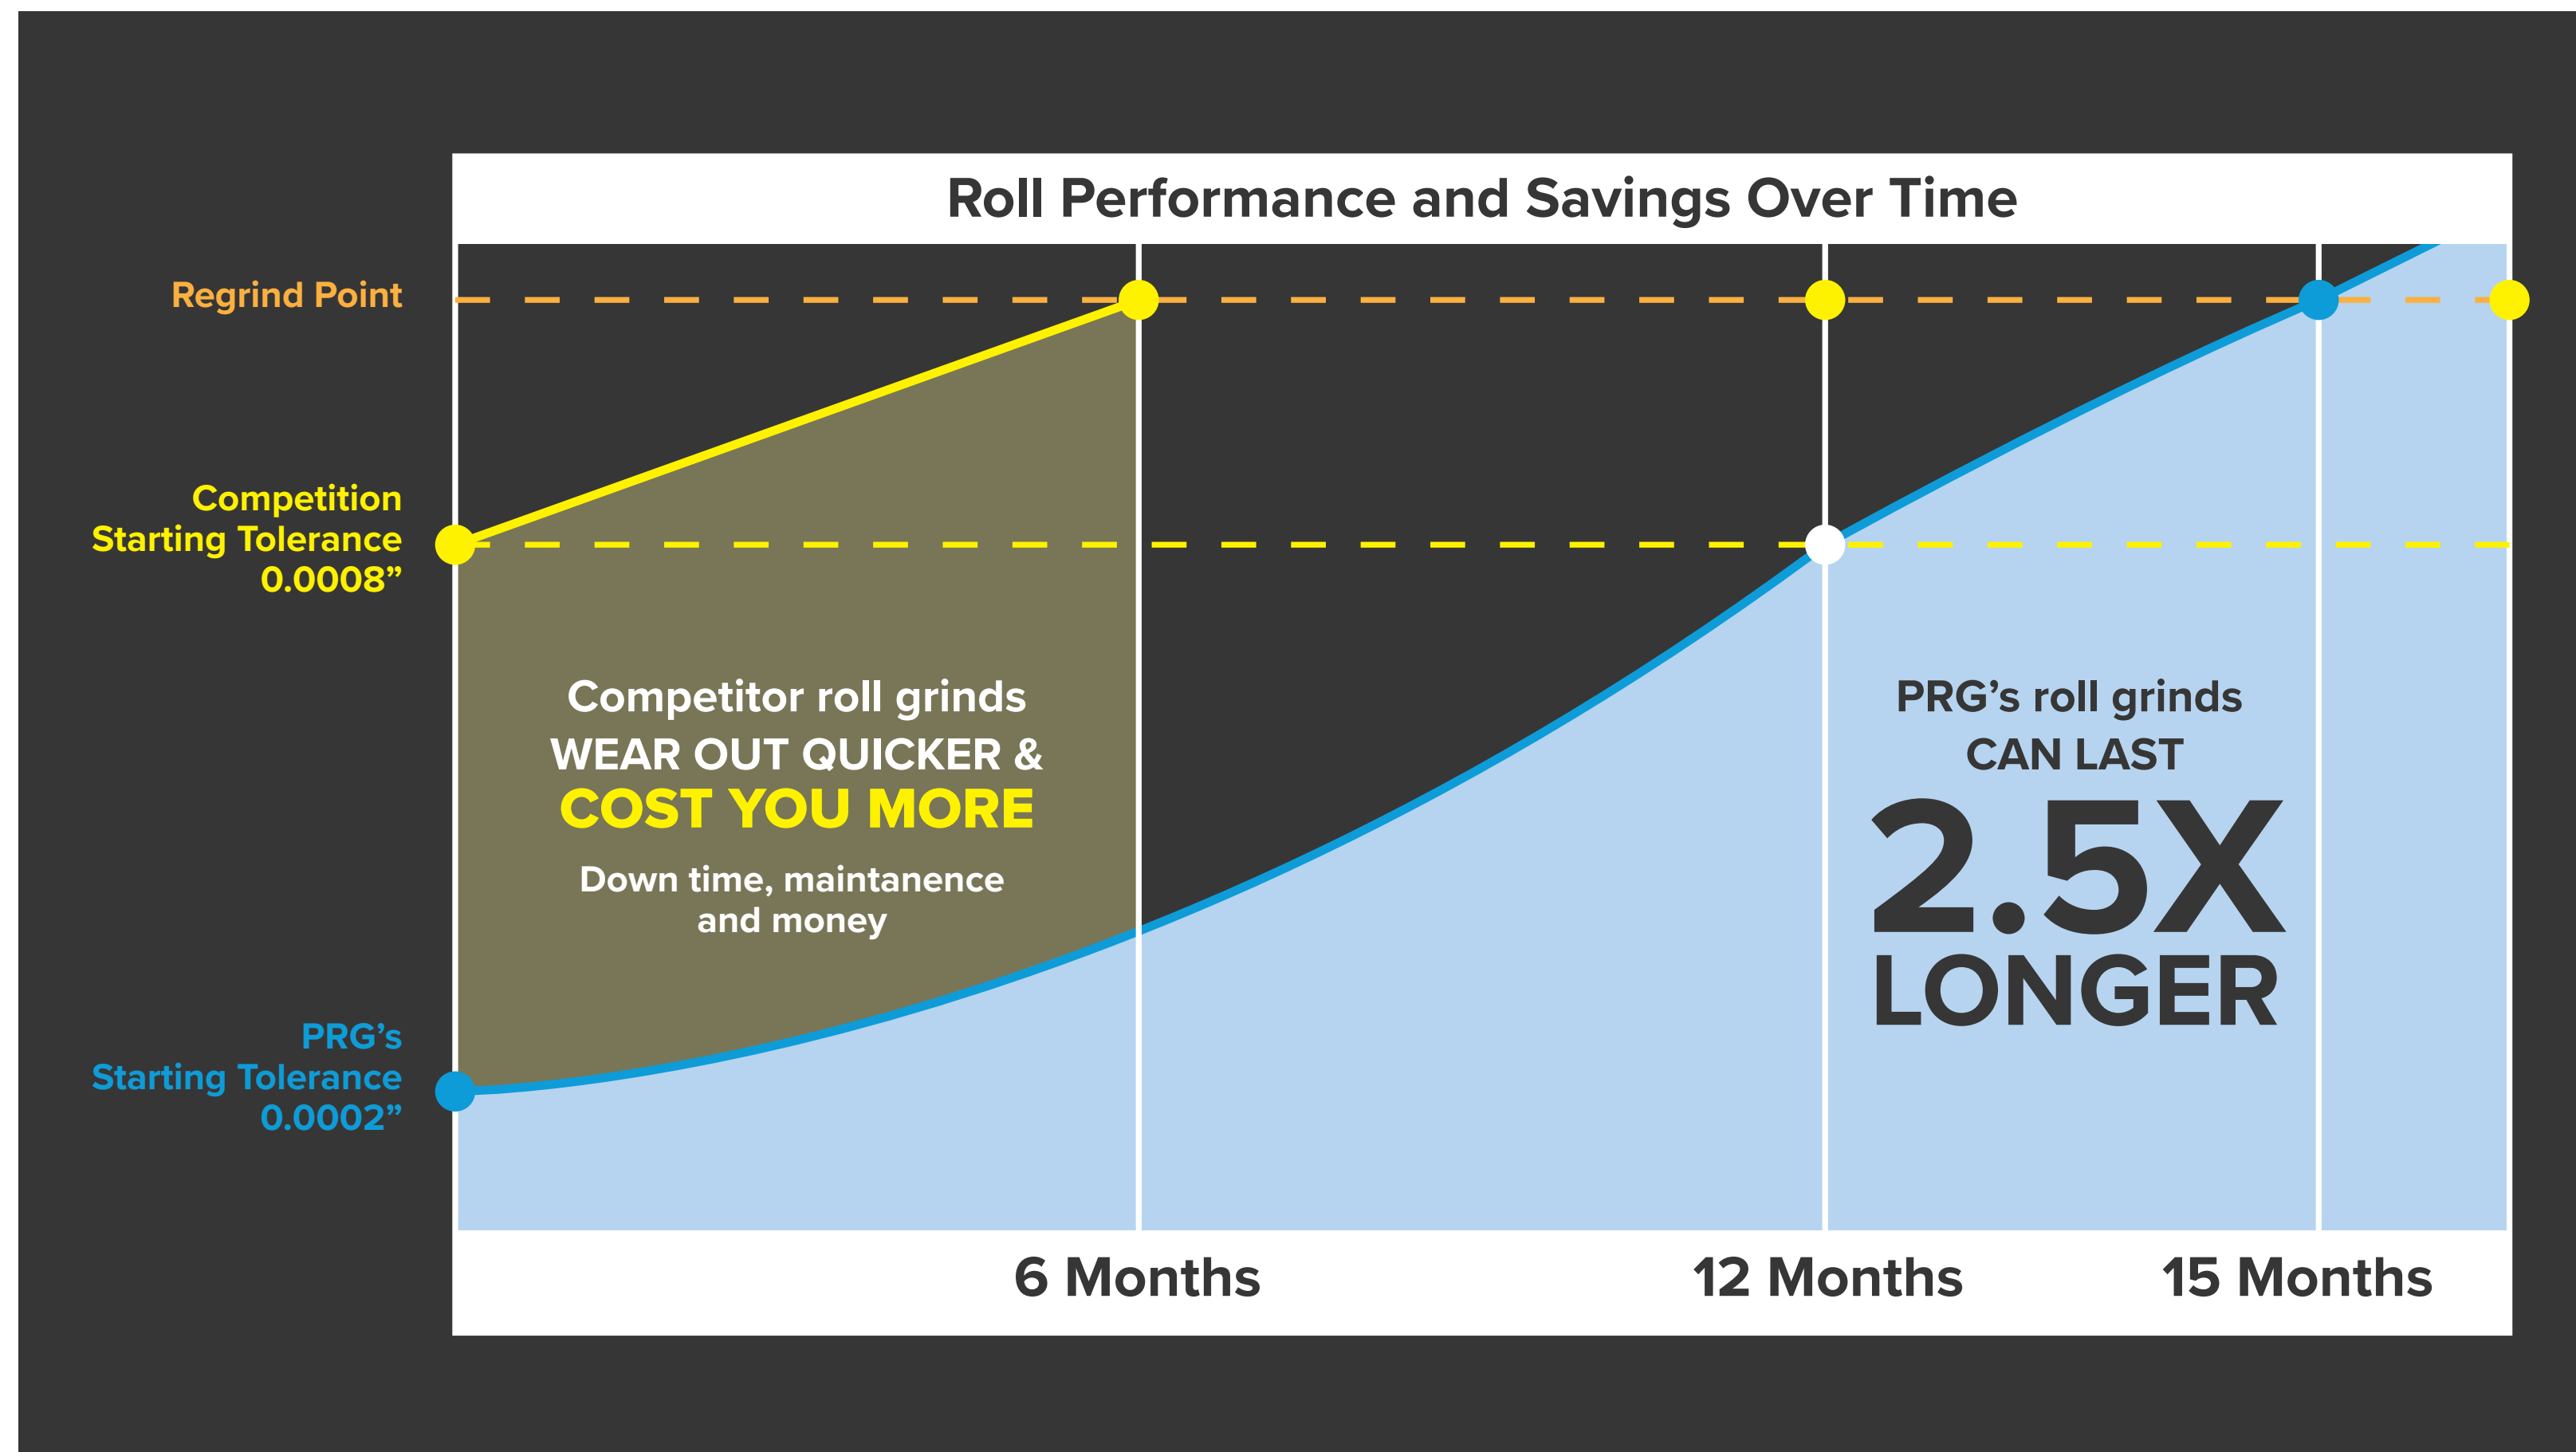 Roll Performance and Savings Over Time
Regrind Point
Competition
Starting Tolerance
0.0008”
Competitor roll grinds
WEAR OUT QUICKER &
COST YOU MORE
Down time, maintanence
and money
PRG’s roll grinds
CAN LAST
2.5X
LONGER
PRG’s
Starting Tolerance
0.0002”
6 Months
12 Months
15 Months